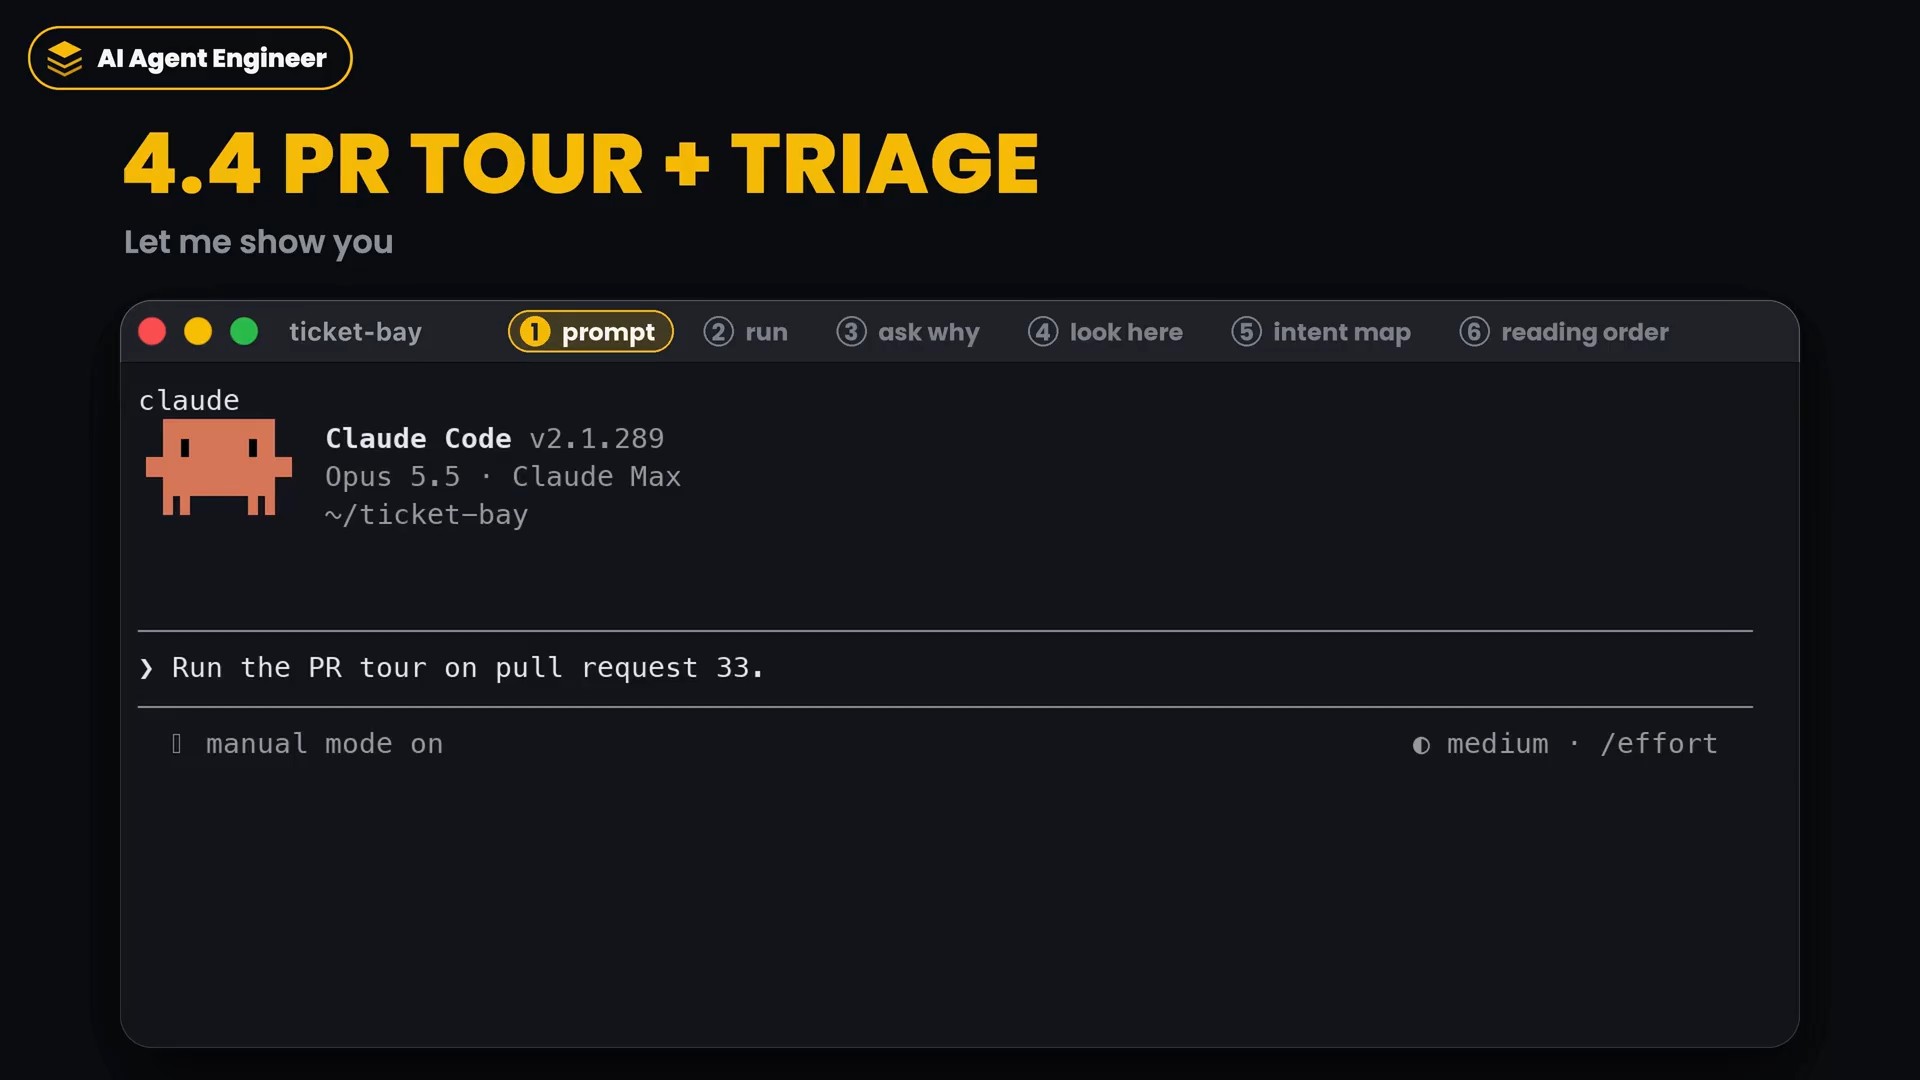 AI Agent Engineer
4.4 PR TOUR + TRIAGE
Let me show you
ticket-bay 1 prompt 2 run 3 ask why 4 look here 5 intent map 6 reading order
claude
Claude Code v2.1.289
Opus 5.5 · Claude Max
~/ticket-bay
❯ Run the PR tour on pull request 33.
manual mode on ◐ medium · /effort